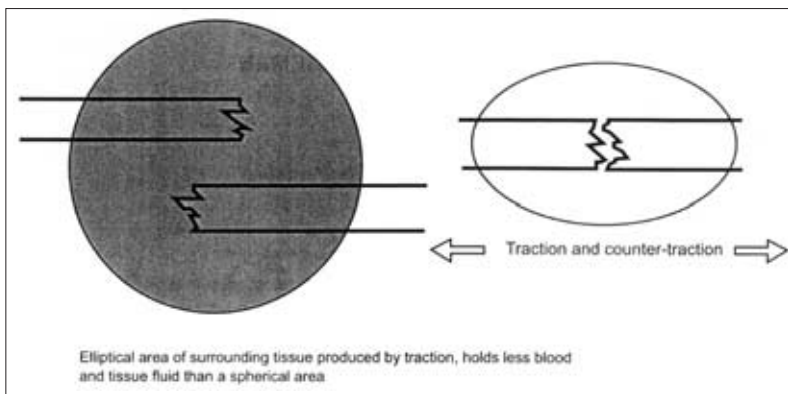 Traction and counter-traction
Elliptical area of surrounding tissue produced by traction, holds less blood
and tissue fluid than a spherical area